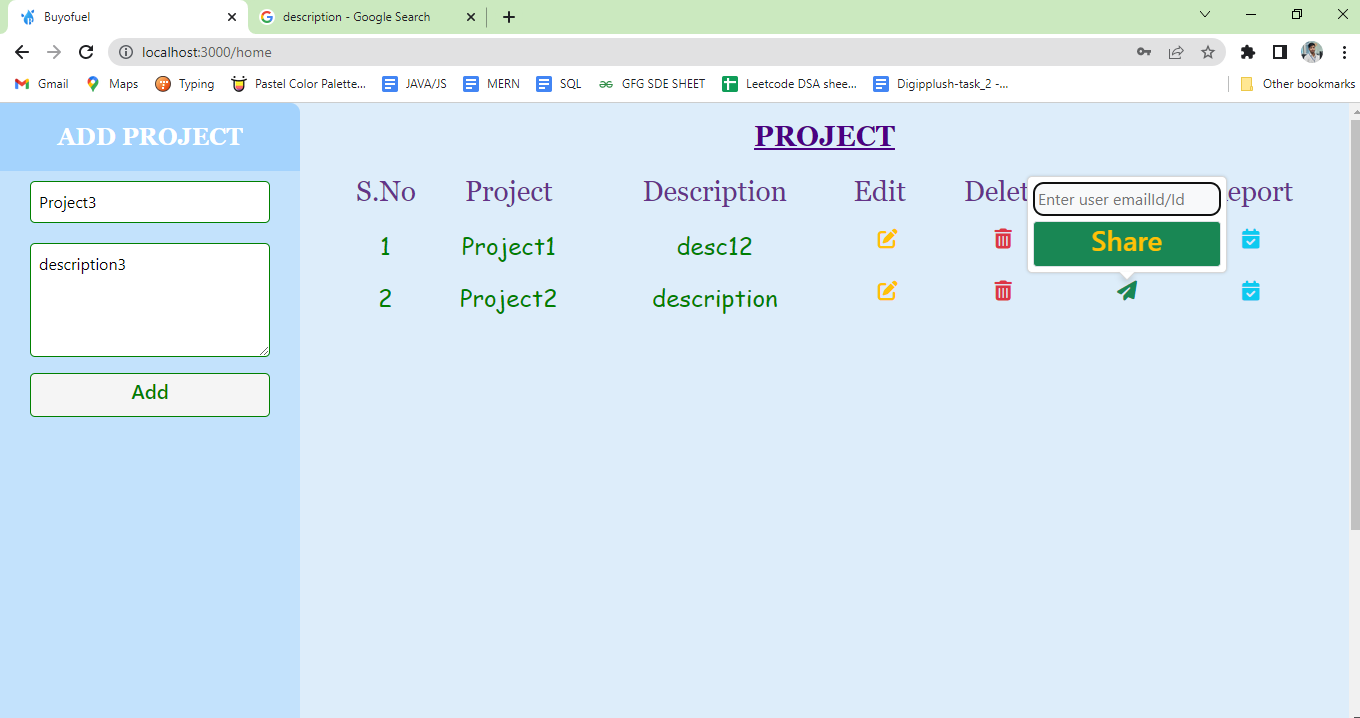 Buyofuel
description - Google Search
localhost:3000/home
Gmail
Maps
Typing
Pastel Color Palette...
JAVA/JS
MERN
SQL
GFG SDE SHEET
Leetcode DSA shee...
Digipplush-task_2 -...
Other bookmarks
ADD PROJECT
Project3
description3
Add
PROJECT
S.No Project Description Edit Delet eport
Enter user emailId/Id
Share
1 Project1 desc12
2 Project2 description